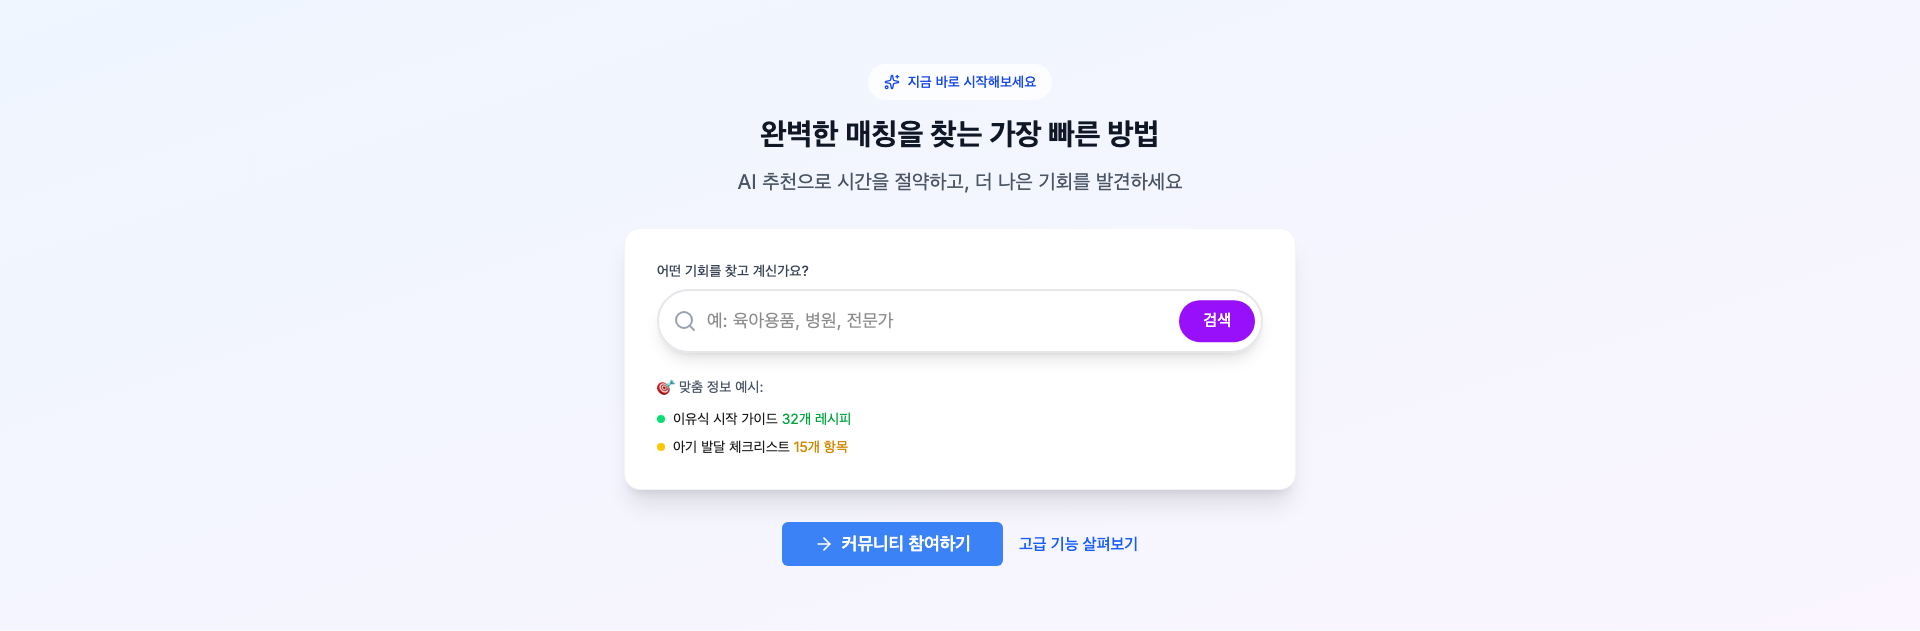 지금 바로 시작해보세요
완벽한 매칭을 찾는 가장 빠른 방법
AI 추천으로 시간을 절약하고, 더 나은 기회를 발견하세요
어떤 기회를 찾고 계신가요?
예: 육아용품, 병원, 전문가
검색
🎯 맞춤 정보 예시:
이유식 시작 가이드 32개 레시피
아기 발달 체크리스트 15개 항목
커뮤니티 참여하기
고급 기능 살펴보기